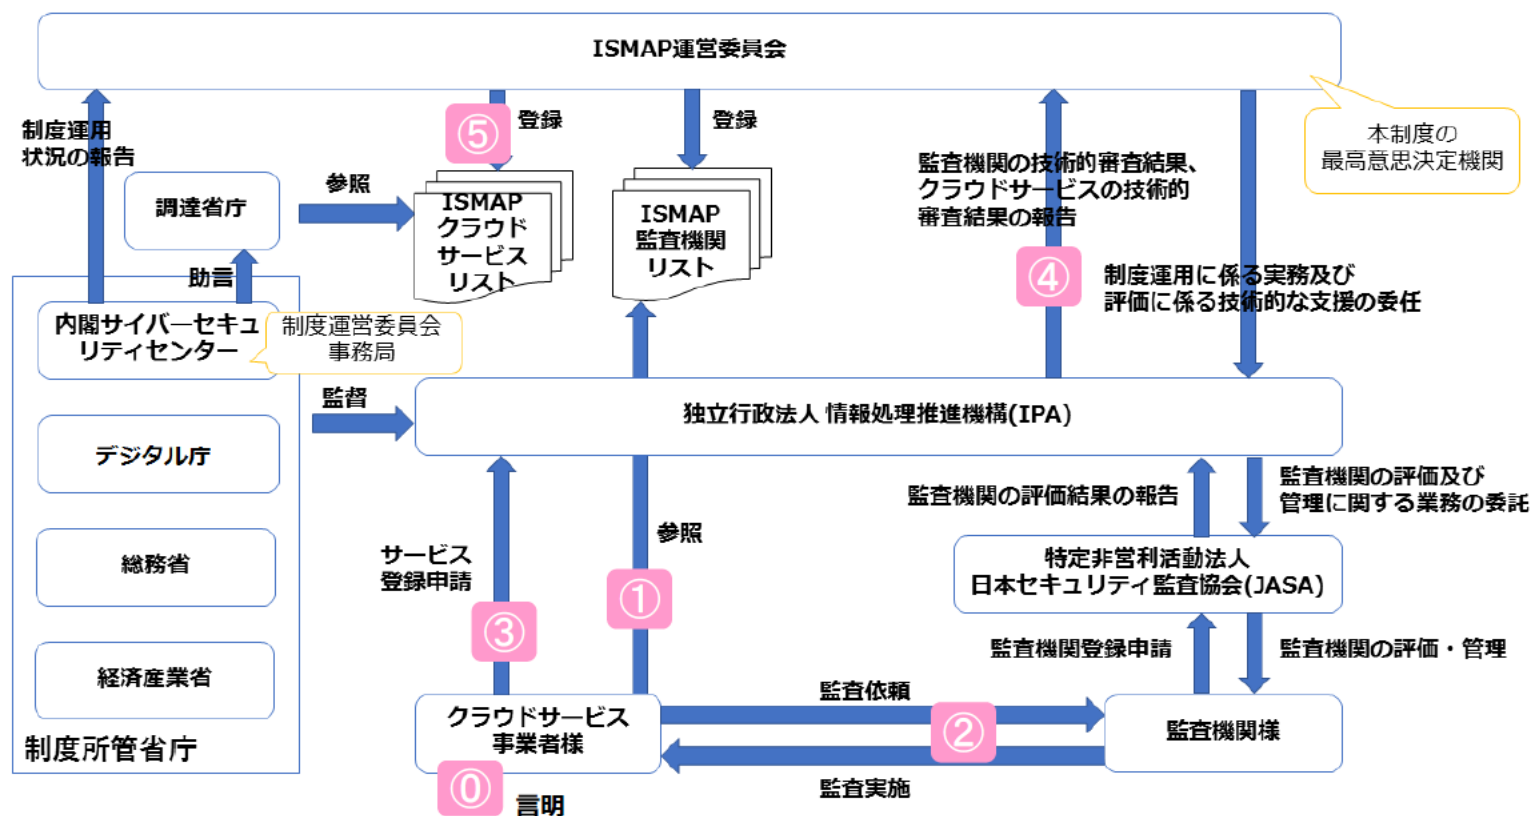 ISMAP運営委員会
本制度の
最高意思決定機関
制度運用
状況の報告
⑤
登録
登録
監査機関の技術的審査結果、
クラウドサービスの技術的
審査結果の報告
調達省庁
参照
ISMAP
クラウド
サービス
リスト
ISMAP
監査機関
リスト
助言
④
制度運用に係る実務及び
評価に係る技術的な支援の委任
内閣サイバーセキュ
リティセンター
制度運営委員会
事務局
監督
独立行政法人 情報処理推進機構(IPA)
デジタル庁
総務省
経済産業省
制度所管省庁
サービス
登録申請
③
参照
①
監査機関の評価結果の報告
監査機関の評価及び
管理に関する業務の委託
特定非営利活動法人
日本セキュリティ監査協会(JASA)
監査機関登録申請
監査機関の評価・管理
クラウドサービス
事業者様
監査依頼
②
監査実施
監査機関様
⓪
言明